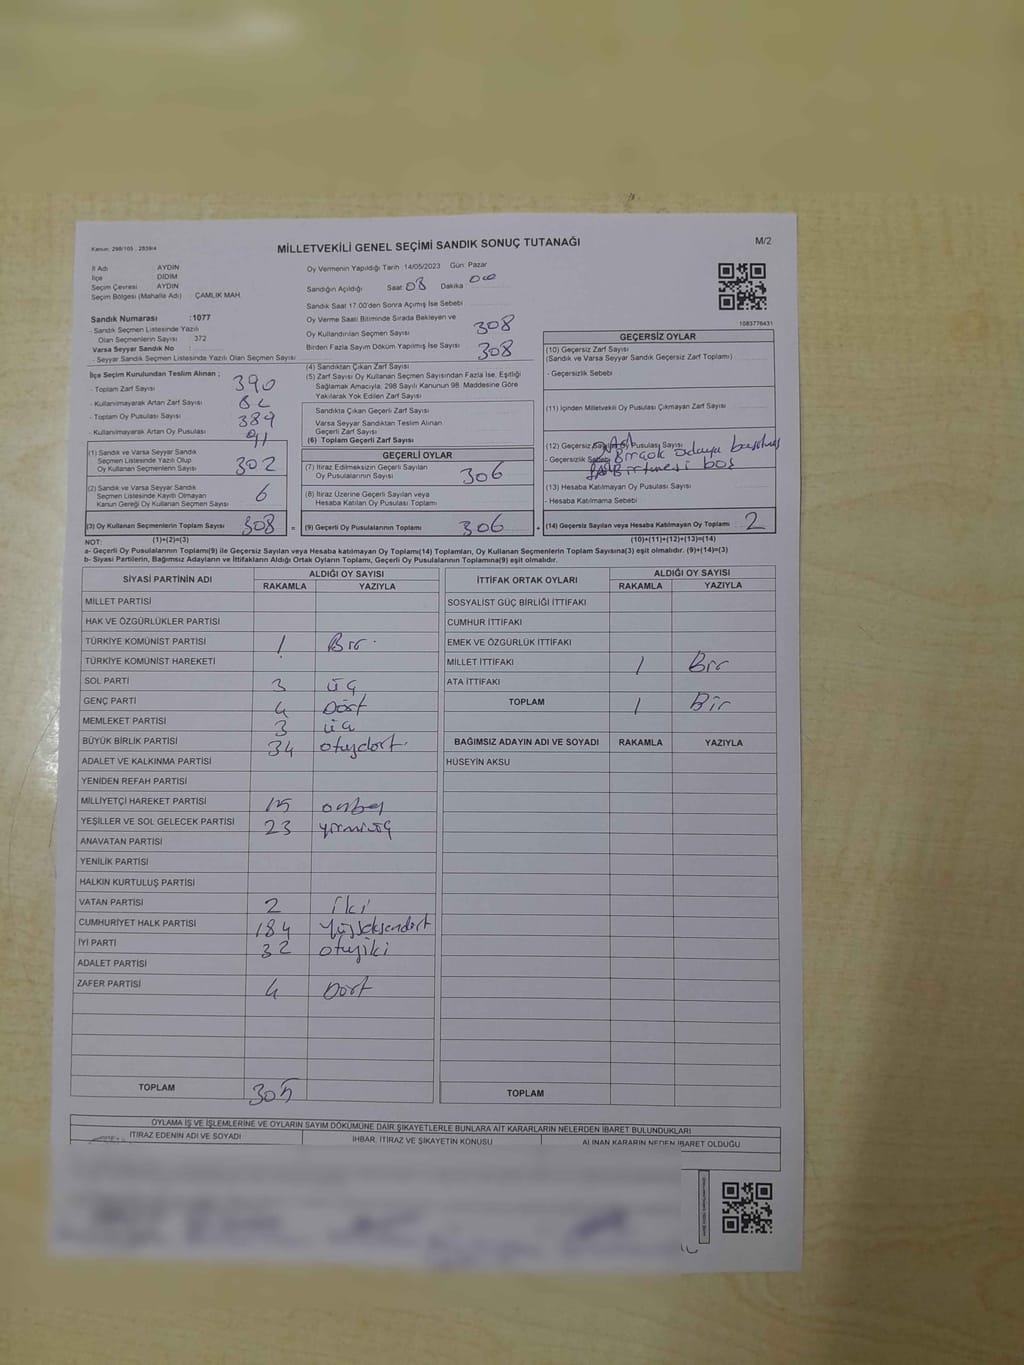 Kanun: 298/105 , 2839/4
MİLLETVEKİLİ GENEL SEÇİMİ SANDIK SONUÇ TUTANAĞI
M/2
İl Adı AYDIN
İlçe DİDİM
Seçim Çevresi AYDIN
Seçim Bölgesi (Mahalle Adı) : ÇAMLIK MAH.
Sandık Numarası :1077
- Sandık Seçmen Listesinde Yazılı
Olan Seçmenlerin Sayısı : 372
Varsa Seyyar Sandık No :
- Seyyar Sandık Seçmen Listesinde Yazılı Olan Seçmen Sayısı
Oy Vermenin Yapıldığı Tarih :14/05/2023 Gün: Pazar
Sandığın Açıldığı Saat 08 Dakika 00
Sandık Saat 17.00'den Sonra Açımış İse Sebebi
Oy Verme Saati Bitiminde Sırada Bekleyen ve
Oy Kullandırılan Seçmen Sayısı 308
Birden Fazla Sayım Döküm Yapılmış İse Sayısı 308
1083776431
İlçe Seçim Kurulundan Teslim Alınan ;
- Toplam Zarf Sayısı 390
- Kullanılmayarak Artan Zarf Sayısı 82
- Toplam Oy Pusulası Sayısı 389
- Kullanılmayarak Artan Oy Pusulası 91
(1) Sandık ve Varsa Seyyar Sandık
Seçmen Listesinde Yazılı Olup
Oy Kullanan Seçmenlerin Sayısı 302
(2) Sandık ve Varsa Seyyar Sandık
Seçmen Listesinde Kayıtlı Olmayan
Kanun Gereği Oy Kullanan Seçmen Sayısı 6
(3) Oy Kullanan Seçmenlerin Toplam Sayısı 308 =
(1)+(2)=(3)
(4) Sandıktan Çıkan Zarf Sayısı
(5) Zarf Sayısı Oy Kullanan Seçmen Sayısından Fazla İse, Eşitliği
Sağlamak Amacıyla, 298 Sayılı Kanunun 98. Maddesine Göre
Yakılarak Yok Edilen Zarf Sayısı
Sandıkta Çıkan Geçerli Zarf Sayısı
Varsa Seyyar Sandıktan Teslim Alınan
Geçerli Zarf Sayısı
(6) Toplam Geçerli Zarf Sayısı
GEÇERLİ OYLAR
(7) İtiraz Edilmeksizin Geçerli Sayılan
Oy Pusulalarının Sayısı 306
(8) İtiraz Üzerine Geçerli Sayılan veya
Hesaba Katılan Oy Pusulası Toplamı
(9) Geçerli Oy Pusulalarının Toplamı 306 +
GEÇERSİZ OYLAR
(10) Geçersiz Zarf Sayısı
(Sandık ve Varsa Seyyar Sandık Geçersiz Zarf Toplamı)
- Geçersizlik Sebebi
(11) İçinden Milletvekili Oy Pusulası Çıkmayan Zarf Sayısı
(12) Geçersiz Oy Pusulası Sayısı
- Geçersizlik Birçok adaya basılmış
Birtanesi boş
(13) Hesaba Katılmayan Oy Pusulası Sayısı
- Hesaba Katılmama Sebebi
(14) Geçersiz Sayılan veya Hesaba Katılmayan Oy Toplamı 2
(10)+(11)+(12)+(13)=(14)
NOT:
a- Geçerli Oy Pusulalarının Toplamı(9) ile Geçersiz Sayılan veya Hesaba katılmayan Oy Toplamı(14) Toplamları, Oy Kullanan Seçmenlerin Toplam Sayısına(3) eşit olmalıdır. (9)+(14)=(3)
b- Siyasi Partilerin, Bağımsız Adayların ve İttifakların Aldığı Ortak Oyların Toplamı, Geçerli Oy Pusulalarının Toplamına(9) eşit olmalıdır.
SİYASİ PARTİNİN ADI ALDIĞI OY SAYISI
RAKAMLA YAZIYLA
MİLLET PARTİSİ
HAK VE ÖZGÜRLÜKLER PARTİSİ
TÜRKİYE KOMÜNİST PARTİSİ 1 Bir
TÜRKİYE KOMÜNİST HAREKETİ
SOL PARTİ 3 üç
GENÇ PARTİ 4 Dört
MEMLEKET PARTİSİ 3 üç
BÜYÜK BİRLİK PARTİSİ 34 otuzdört
ADALET VE KALKINMA PARTİSİ
YENİDEN REFAH PARTİSİ
MİLLİYETÇİ HAREKET PARTİSİ 15 onbeş
YEŞİLLER VE SOL GELECEK PARTİSİ 23 yirmiüç
ANAVATAN PARTİSİ
YENİLİK PARTİSİ
HALKIN KURTULUŞ PARTİSİ
VATAN PARTİSİ 2 İki
CUMHURİYET HALK PARTİSİ 184 Yüzseksendört
İYİ PARTİ 32 otuziki
ADALET PARTİSİ
ZAFER PARTİSİ 4 Dört
TOPLAM 305
İTTİFAK ORTAK OYLARI ALDIĞI OY SAYISI
RAKAMLA YAZIYLA
SOSYALİST GÜÇ BİRLİĞİ İTTİFAKI
CUMHUR İTTİFAKI
EMEK VE ÖZGÜRLÜK İTTİFAKI
MİLLET İTTİFAKI 1 Bir
ATA İTTİFAKI
TOPLAM 1 Bir
BAĞIMSIZ ADAYIN ADI VE SOYADI RAKAMLA YAZIYLA
HÜSEYİN AKSU
TOPLAM
OYLAMA İŞ VE İŞLEMLERİNE VE OYLARIN SAYIM DÖKÜMÜNE DAİR ŞİKAYETLERLE BUNLARA AİT KARARLARIN NELERDEN İBARET BULUNDUKLARI
İTİRAZ EDENİN ADI VE SOYADI İHBAR, İTİRAZ VE ŞİKAYETİN KONUSU ALINAN KARARIN NEDEN İBARET OLDUĞU